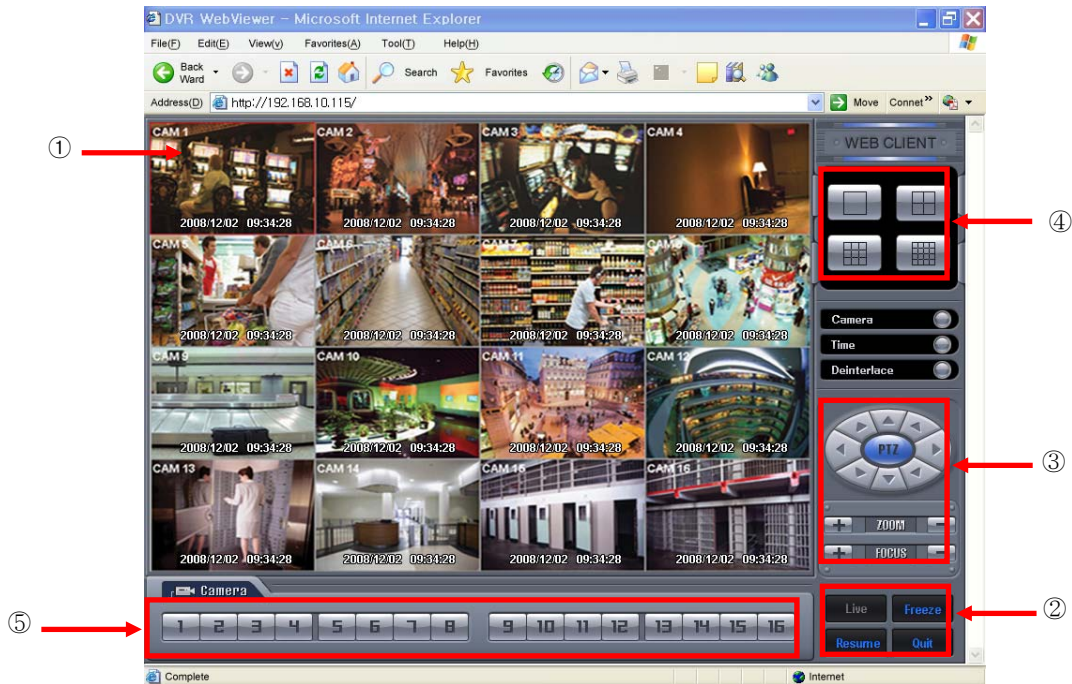 DVR WebViewer - Microsoft Internet Explorer
File(F) Edit(E) View(v) Favorites(A) Tool(T) Help(H)
Back Ward Search Favorites
Address(D) http://192.168.10.115/ Move Connet »
① CAM 1 CAM 2 CAM 3 CAM 4
WEB CLIENT
2008/12/02 09:34:28 2008/12/02 09:34:28 2008/12/02 09:34:28 2008/12/02 09:34:28
④
CAM 5 CAM 6 CAM 7 CAM 8
2008/12/02 09:34:28 2008/12/02 09:34:28 2008/12/02 09:34:28 2008/12/02 09:34:28
Camera
Time
Deinterlace
CAM 9 CAM 10 CAM 11 CAM 12
2008/12/02 09:34:28 2008/12/02 09:34:28 2008/12/02 09:34:28 2008/12/02 09:34:28
PTZ
③
CAM 13 CAM 14 CAM 15 CAM 16
+ ZOOM -
+ FOCUS -
2008/12/02 09:34:28 2008/12/02 09:34:28 2008/12/02 09:34:28 2008/12/02 09:34:28
Camera
⑤ 1 2 3 4 5 6 7 8 9 10 11 12 13 14 15 16
Live Freeze
②
Resume Quit
Complete Internet